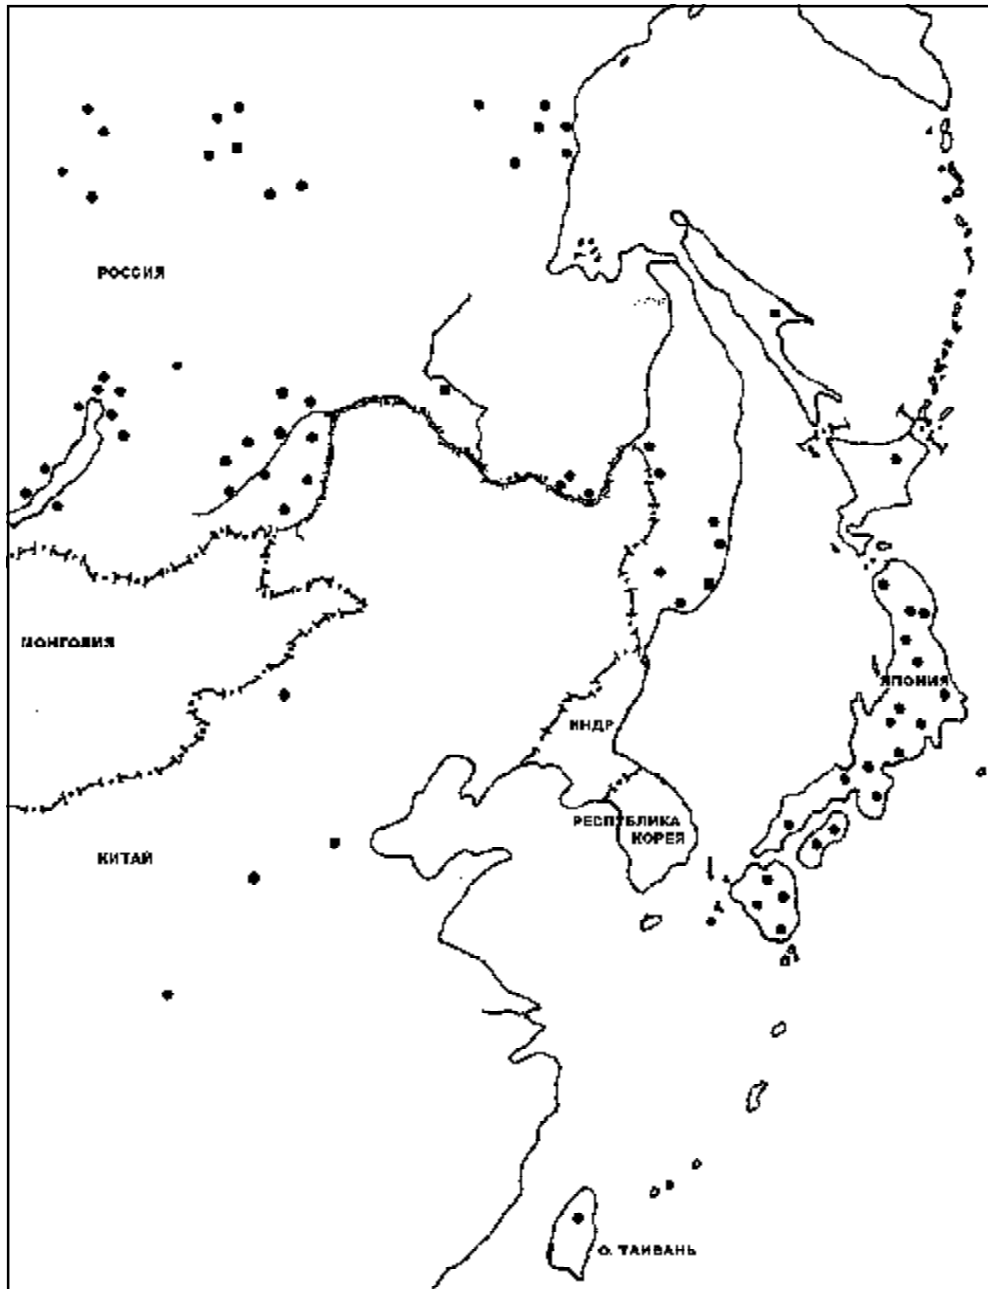 РОССИЯ
МОНГОЛИЯ
ЯПОНИЯ
КНДР
РЕСПУБЛИКА
КОРЕЯ
КИТАЙ
О. ТАЙВАНЬ